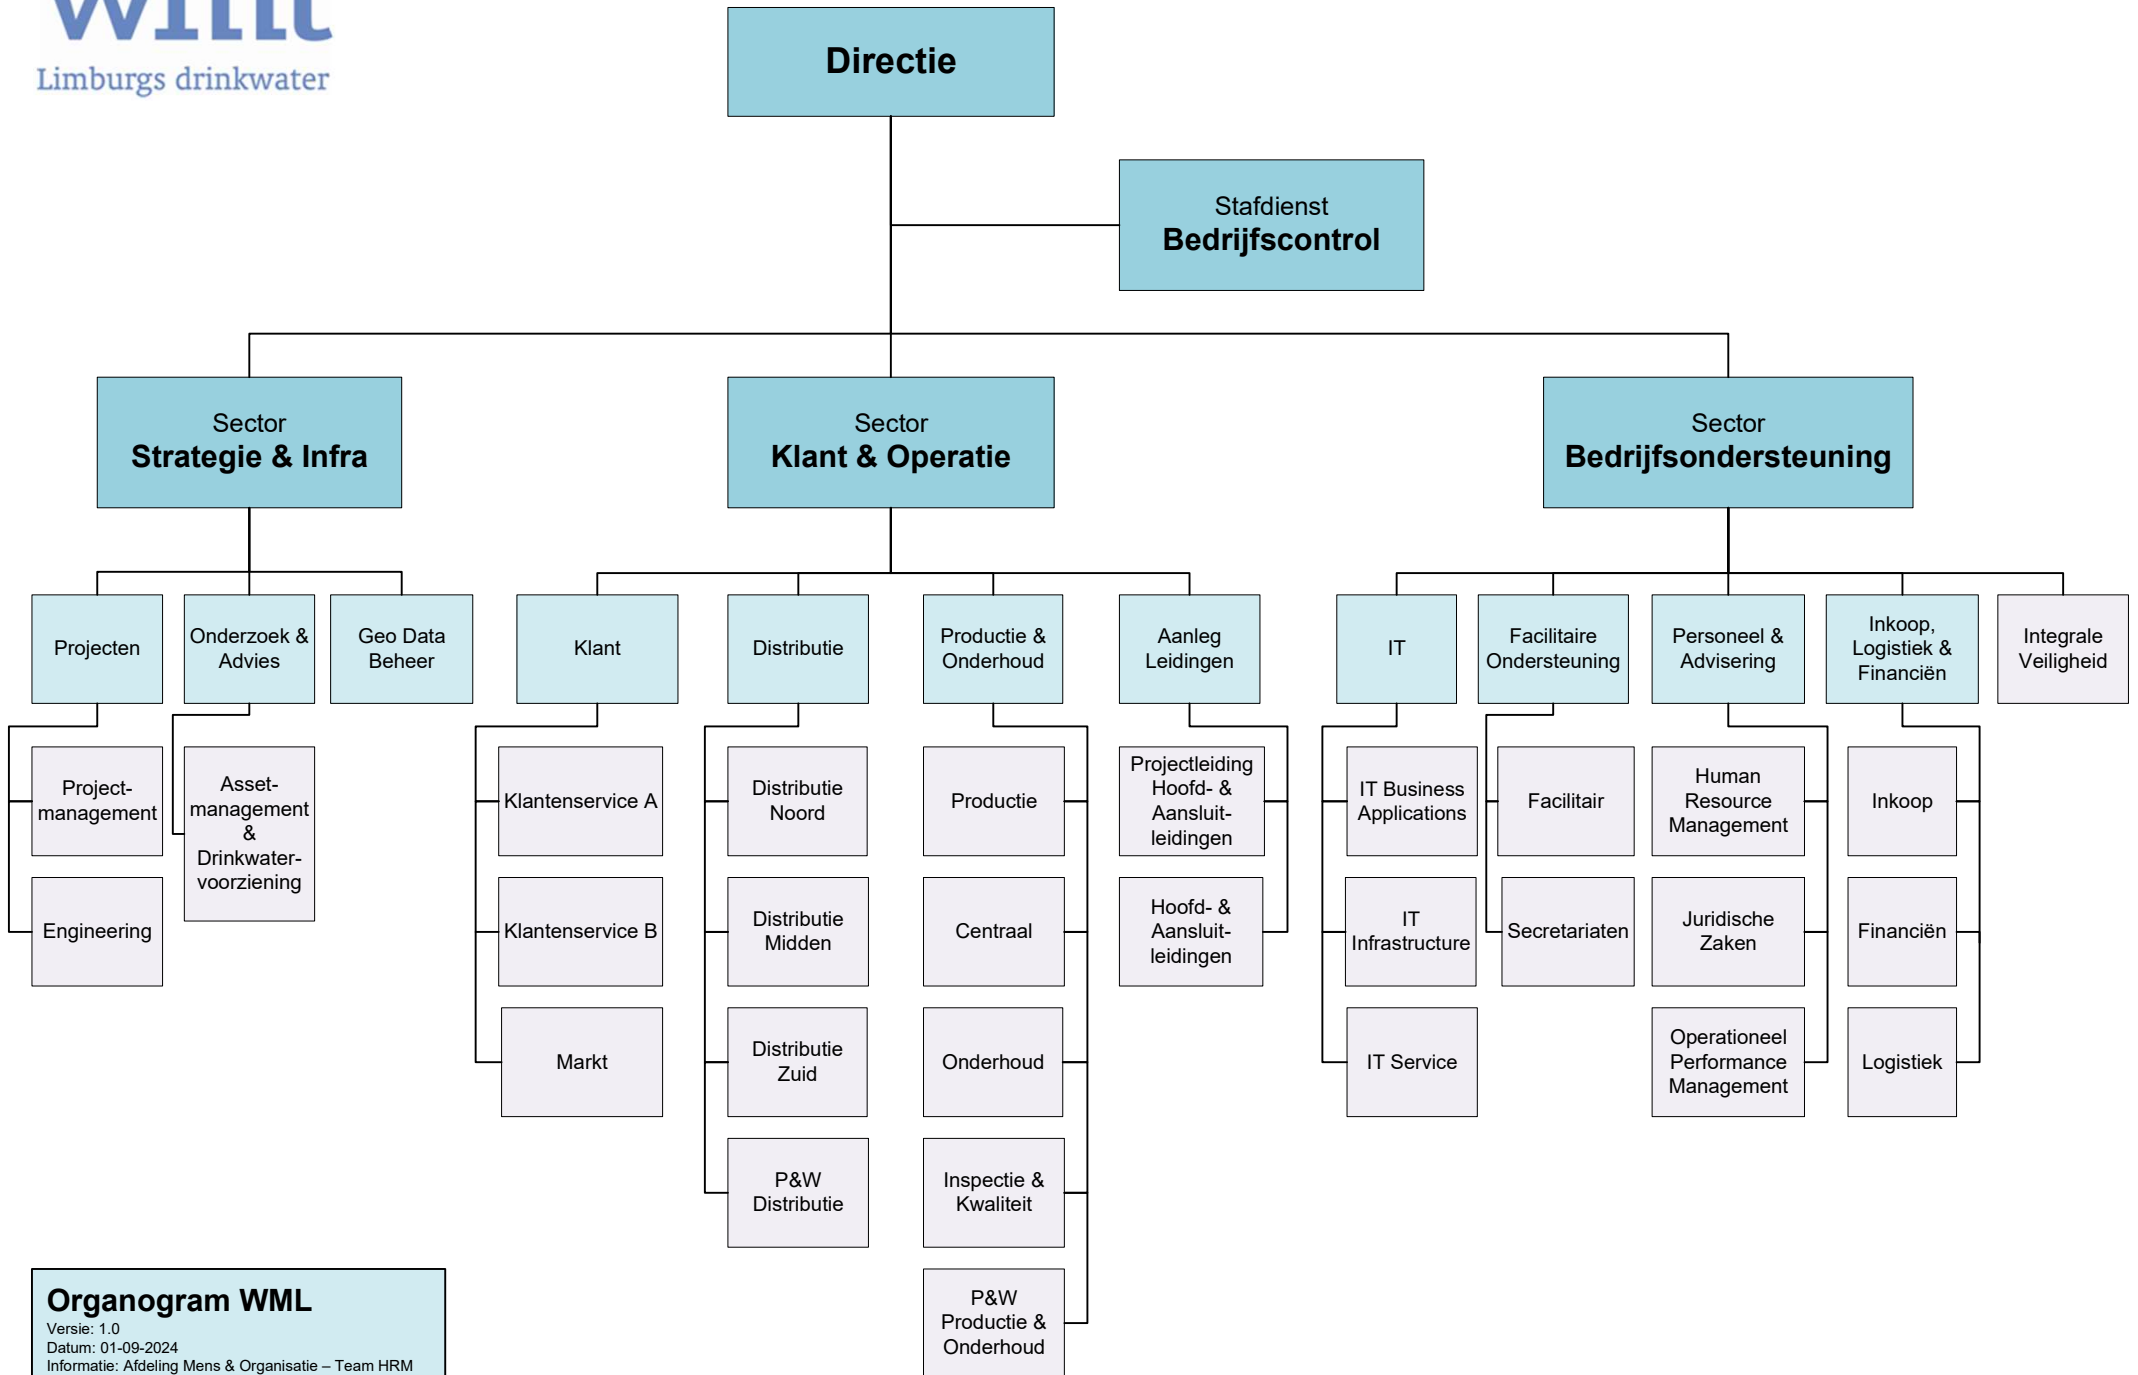 wml
Limburgs drinkwater
Directie
Stafdienst
Bedrijfscontrol
Sector
Strategie & Infra
Sector
Klant & Operatie
Sector
Bedrijfsondersteuning
Projecten
Onderzoek &
Advies
Geo Data
Beheer
Klant
Distributie
Productie &
Onderhoud
Aanleg
Leidingen
IT
Facilitaire
Ondersteuning
Personeel &
Advisering
Inkoop,
Logistiek &
Financiën
Integrale
Veiligheid
Project-
management
Engineering
Asset-
management
&
Drinkwater-
voorziening
Klantenservice A
Klantenservice B
Markt
Distributie
Noord
Distributie
Midden
Distributie
Zuid
P&W
Distributie
Productie
Centraal
Onderhoud
Inspectie &
Kwaliteit
P&W
Productie &
Onderhoud
Projectleiding
Hoofd- &
Aansluit-
leidingen
Hoofd- &
Aansluit-
leidingen
IT Business
Applications
IT
Infrastructure
IT Service
Facilitair
Secretariaten
Human
Resource
Management
Juridische
Zaken
Operationeel
Performance
Management
Inkoop
Financiën
Logistiek
Organogram WML
Versie: 1.0
Datum: 01-09-2024
Informatie: Afdeling Mens & Organisatie – Team HRM